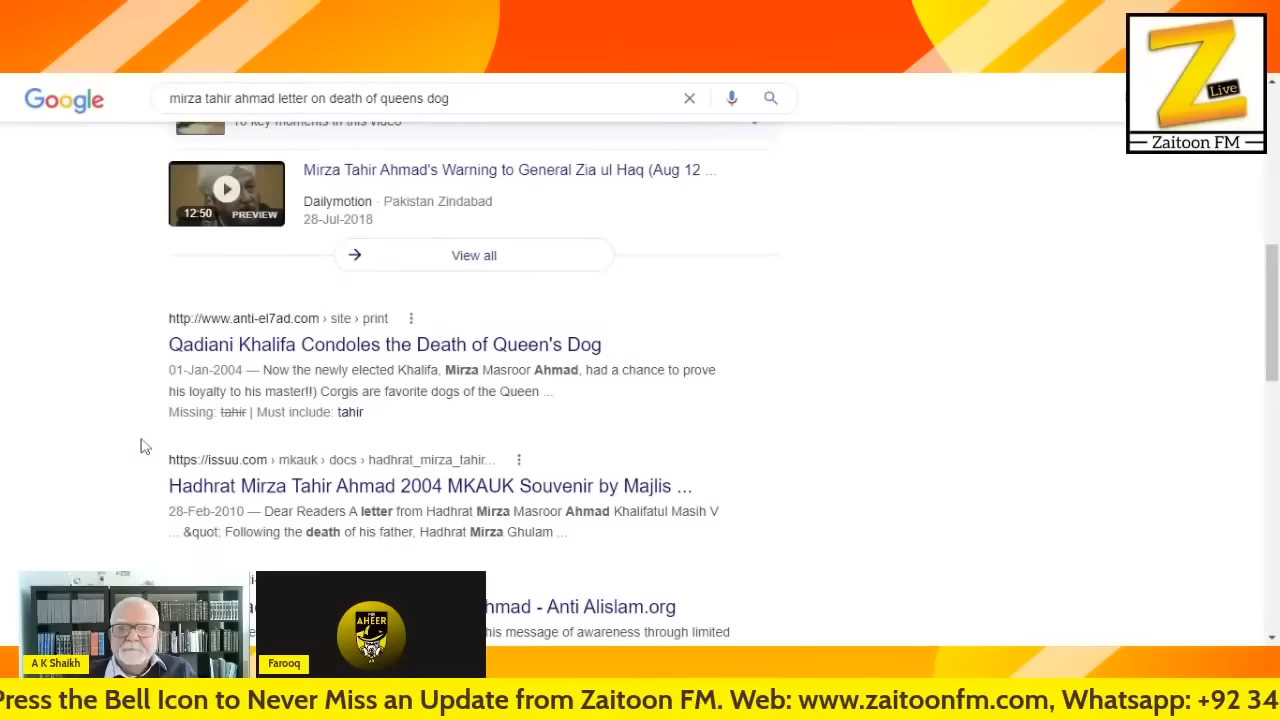 Z
Live
Zaitoon FM
Google
mirza tahir ahmad letter on death of queens dog
10 key moments in this video
Mirza Tahir Ahmad's Warning to General Zia ul Haq (Aug 12 ...
Dailymotion · Pakistan Zindabad
12:50 PREVIEW
28-Jul-2018
View all
http://www.anti-el7ad.com › site › print
Qadiani Khalifa Condoles the Death of Queen's Dog
01-Jan-2004 — Now the newly elected Khalifa, Mirza Masroor Ahmad, had a chance to prove
his loyalty to his master!!) Corgis are favorite dogs of the Queen ...
Missing: tahir | Must include: tahir
https://issuu.com › mkauk › docs › hadhrat_mirza_tahir...
Hadhrat Mirza Tahir Ahmad 2004 MKAUK Souvenir by Majlis ...
28-Feb-2010 — Dear Readers A letter from Hadhrat Mirza Masroor Ahmad Khalifatul Masih V
... &quot; Following the death of his father, Hadhrat Mirza Ghulam ...
hmad - Anti Alislam.org
his message of awareness through limited
MR
AHEER
A K Shaikh
Farooq
Press the Bell Icon to Never Miss an Update from Zaitoon FM. Web: www.zaitoonfm.com, Whatsapp: +92 34